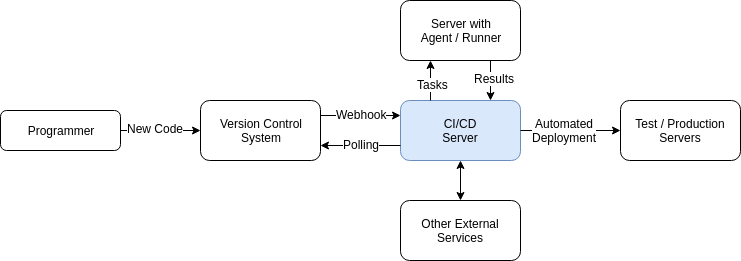 Server with
Agent / Runner
Tasks
Results
Programmer
New Code
Version Control
System
Webhook
Polling
CI/CD
Server
Automated
Deployment
Test / Production
Servers
Other External
Services